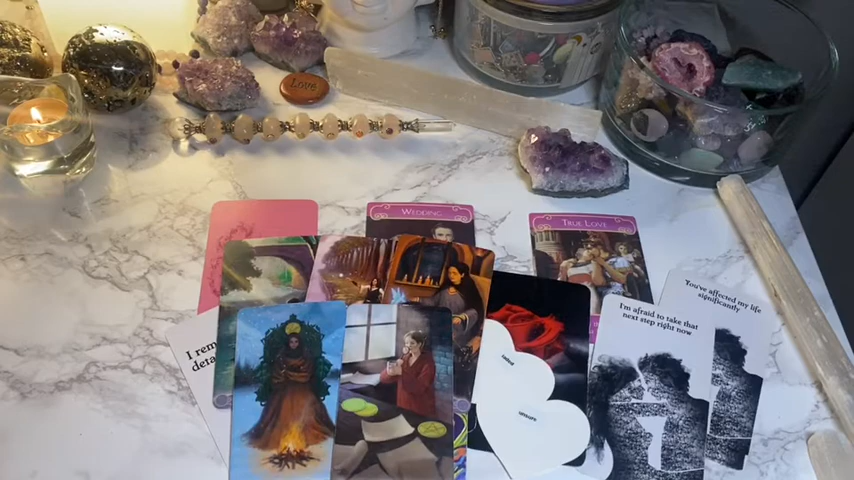 LOVE
WEDDING
TRUE LOVE
You've affected my life
significantly
I'm afraid to take that
next step right now
I rem
deta